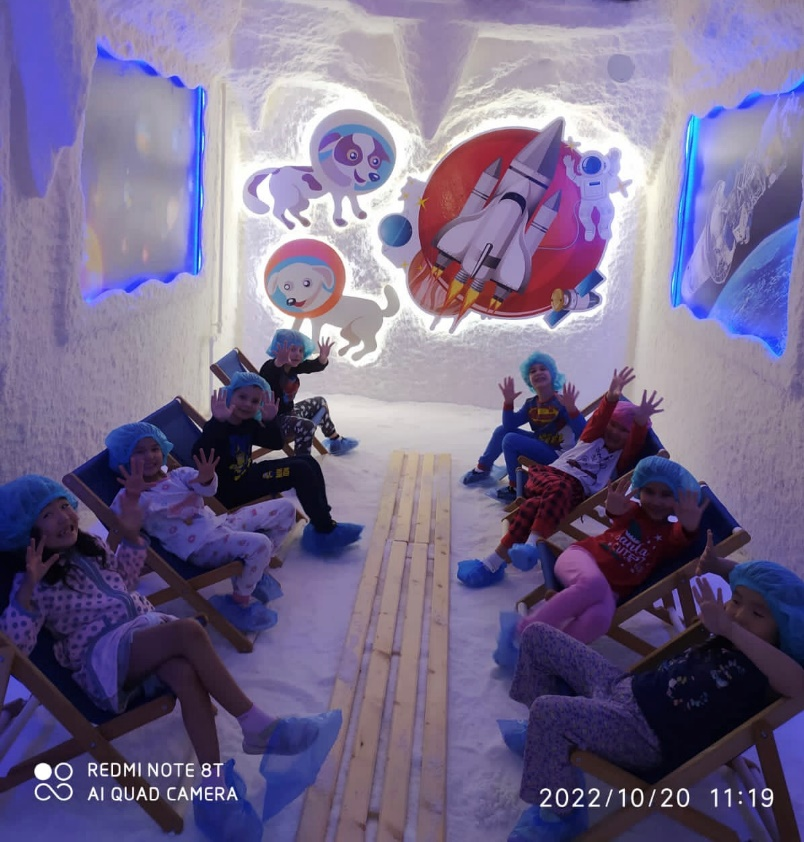 REDMI NOTE 8T
AI QUAD CAMERA
2022/10/20 11:19